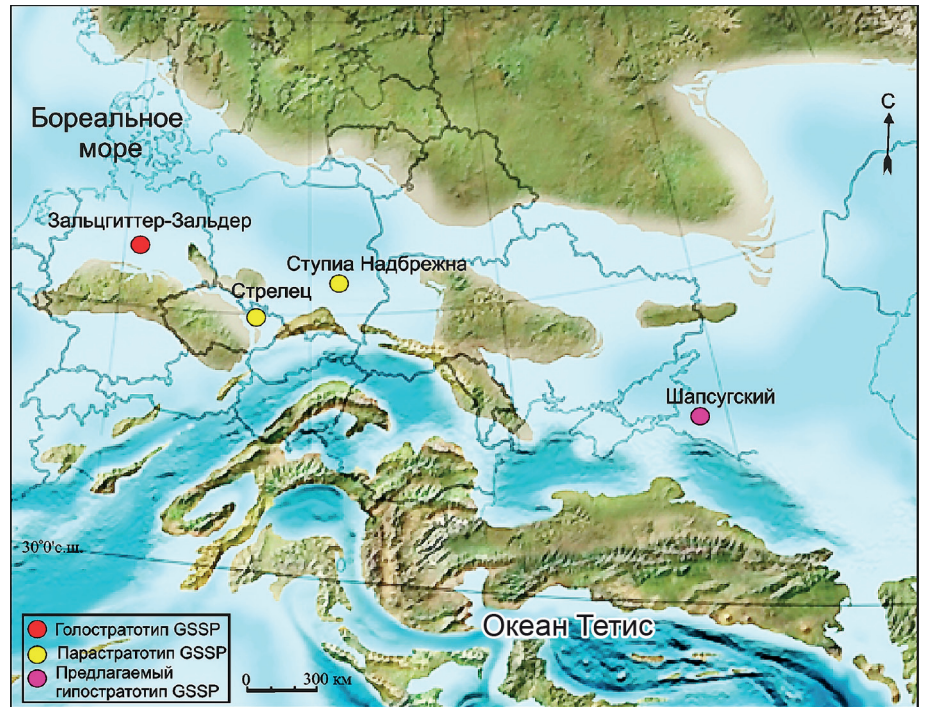 Бореальное
море
С
Зальцгиттер-Зальдер
Ступиа Надбрежна
Стрелец
Шапсугский
30°0'с.ш.
Океан Тетис
Голостратотип GSSP
Парастратотип GSSP
Предлагаемый
гипостратотип GSSP
0 300 км